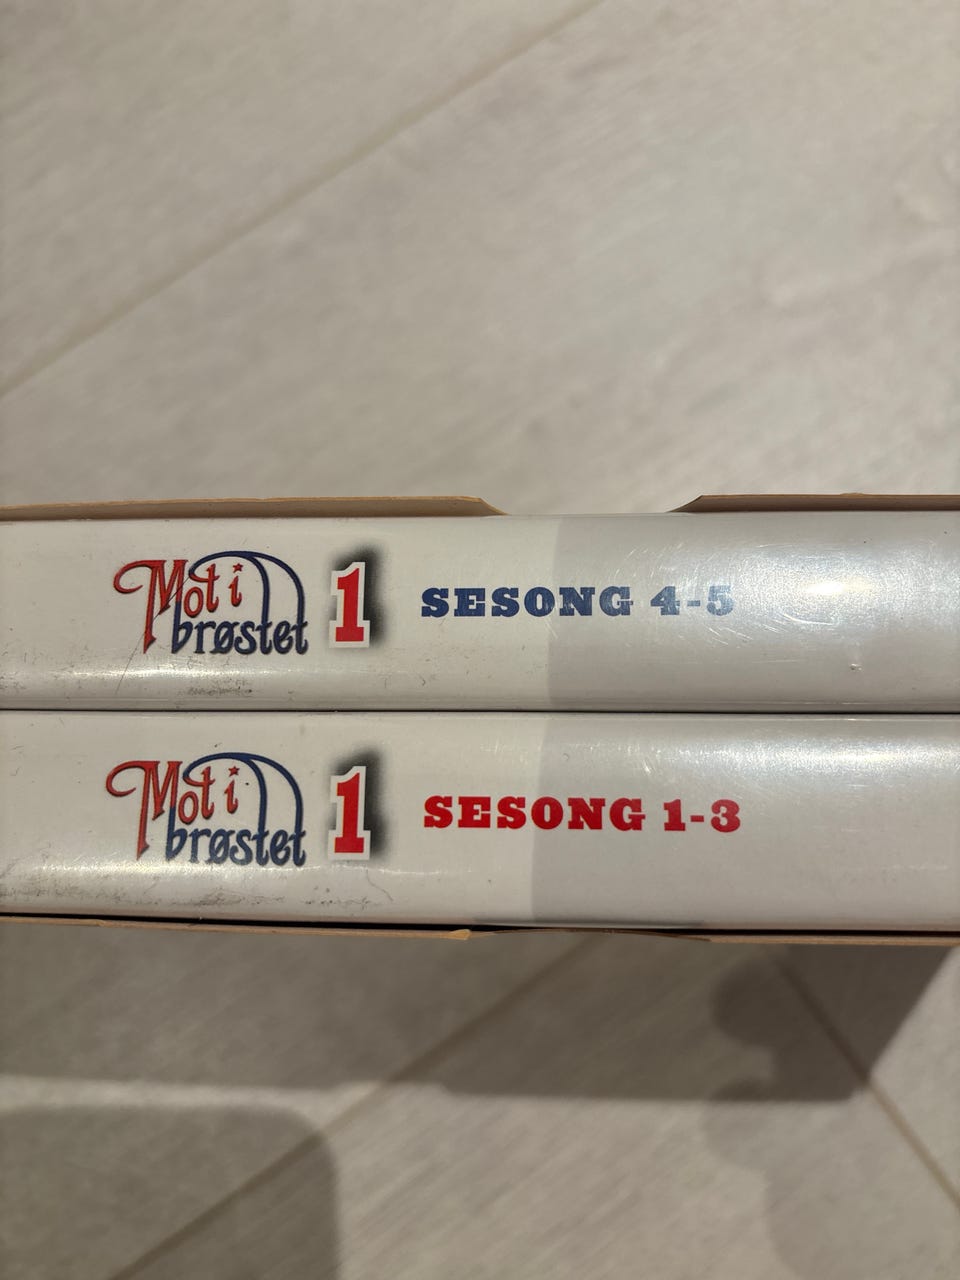 Mot i
brøstet 1 SESONG 4-5
Mot i
brøstet 1 SESONG 1-3